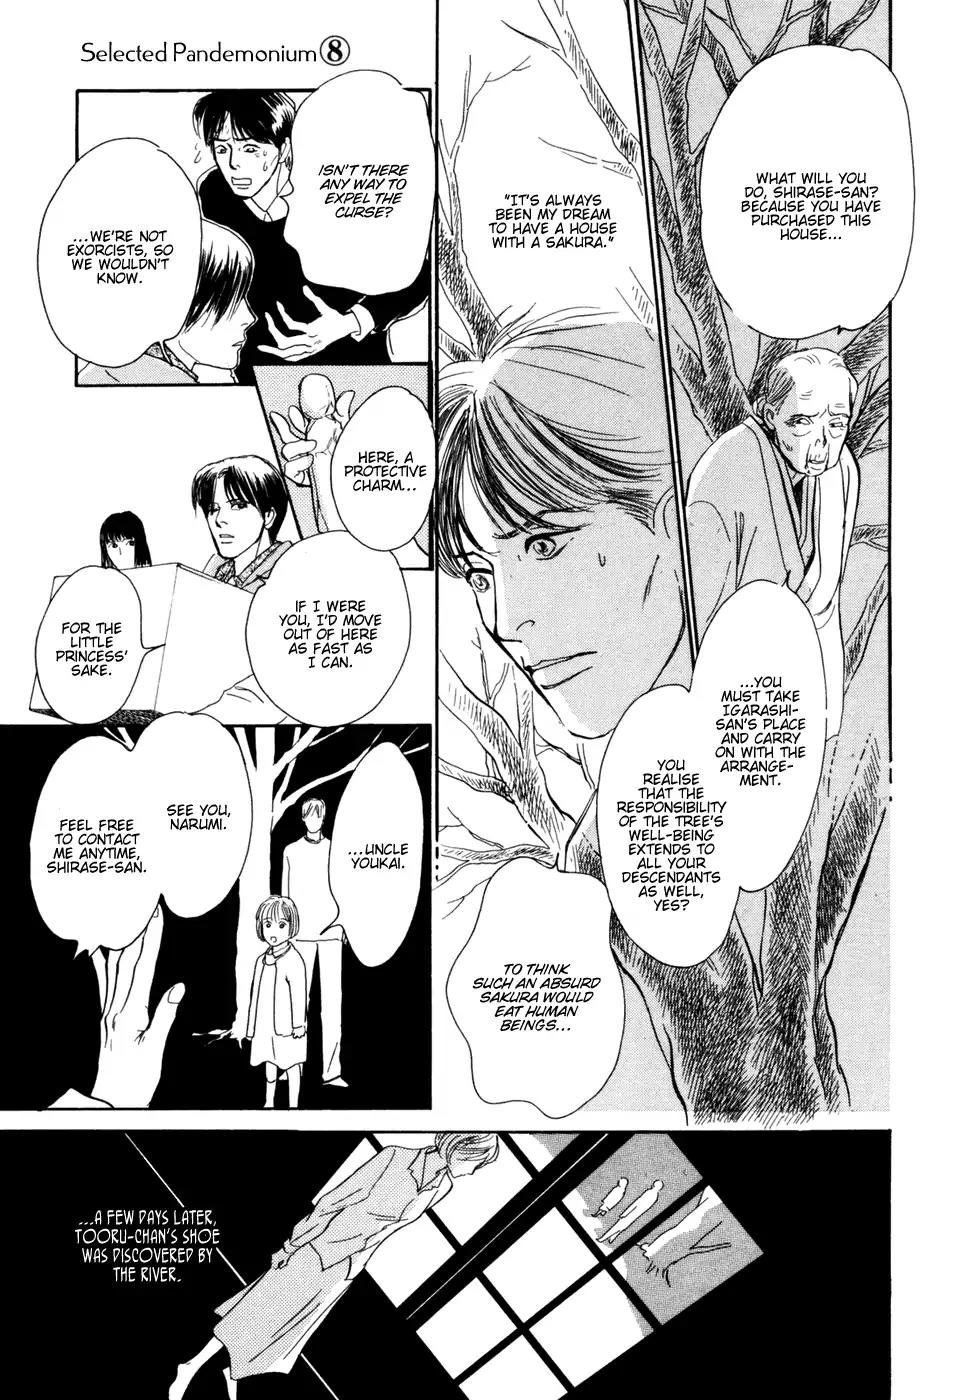 Selected Pandemonium 8
WHAT WILL YOU
DO, SHIRASE-SAN?
BECAUSE YOU HAVE
PURCHASED THIS
HOUSE...
"IT'S ALWAYS
BEEN MY DREAM
TO HAVE A HOUSE
WITH A SAKURA."
...YOU
MUST TAKE
IGARASHI-
SAN'S PLACE
AND CARRY
ON WITH THE
ARRANGE-
MENT.
YOU
REALISE
THAT THE
RESPONSIBILITY
OF THE TREE'S
WELL-BEING
EXTENDS TO
ALL YOUR
DESCENDANTS
AS WELL,
YES?
TO THINK
SUCH AN ABSURD
SAKURA WOULD
EAT HUMAN
BEINGS...
ISN'T THERE
ANY WAY TO
EXPEL THE
CURSE?
...WE'RE NOT
EXORCISTS, SO
WE WOULDN'T
KNOW.
HERE, A
PROTECTIVE
CHARM...
IF I WERE
YOU, I'D MOVE
OUT OF HERE
AS FAST AS
I CAN.
FOR THE
LITTLE
PRINCESS'
SAKE.
...UNCLE
YOUKAI.
SEE YOU,
NARUMI.
FEEL FREE
TO CONTACT
ME ANYTIME,
SHIRASE-SAN.
...A FEW DAYS LATER,
TOORU-CHAN'S SHOE
WAS DISCOVERED BY
THE RIVER.